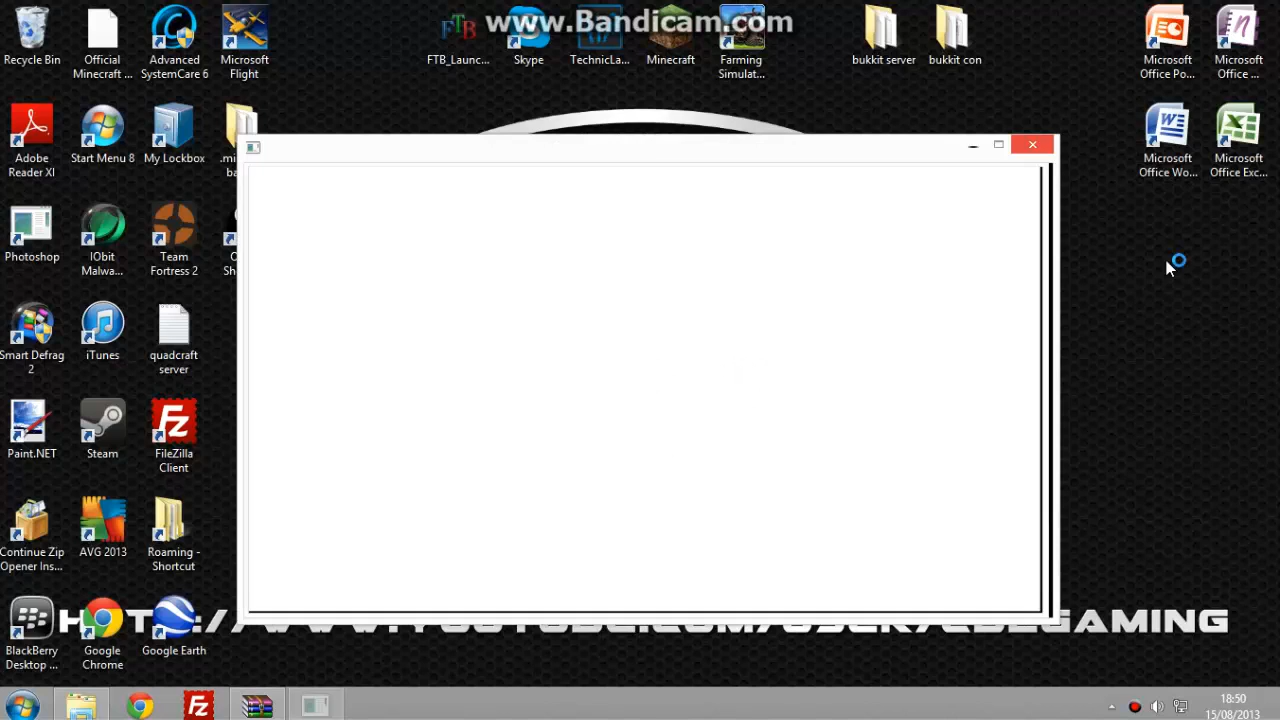 www.Bandicam.com
Recycle Bin
Official
Minecraft ...
Advanced
SystemCare 6
Microsoft
Flight
FTB_Launc...
Skype
TechnicLa...
Minecraft
Farming
Simulat...
bukkit server
bukkit con
Microsoft
Office Po...
Microsoft
Office ...
Adobe
Reader XI
Start Menu 8
My Lockbox
Microsoft
Office Wo...
Microsoft
Office Exc...
Photoshop
IObit
Malwa...
Team
Fortress 2
Smart Defrag
2
iTunes
quadcraft
server
Paint.NET
Steam
FileZilla
Client
Continue Zip
Opener Ins...
AVG 2013
Roaming -
Shortcut
BlackBerry
Desktop ...
Google
Chrome
Google Earth
18:50
15/08/2013